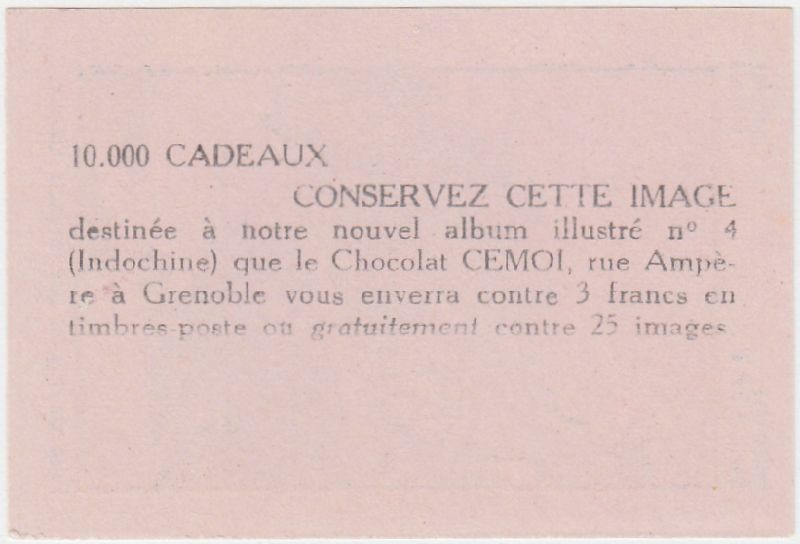 10.000 CADEAUX
CONSERVEZ CETTE IMAGE
destinée à notre nouvel album illustré nº 4
(Indochine) que le Chocolat CEMOI, rue Ampè-
re à Grenoble vous enverra contre 3 francs en
timbres-poste ou gratuitement contre 25 images